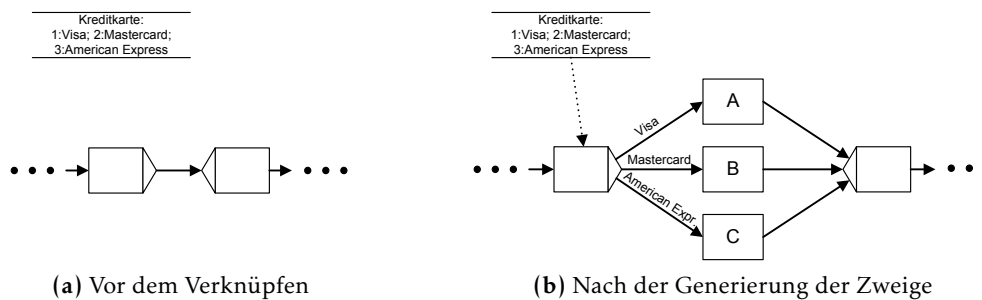 Kreditkarte:
1:Visa; 2:Mastercard;
3:American Express
(a) Vor dem Verknüpfen
Kreditkarte:
1:Visa; 2:Mastercard;
3:American Express
Visa
A
Mastercard
B
American Expr.
C
(b) Nach der Generierung der Zweige